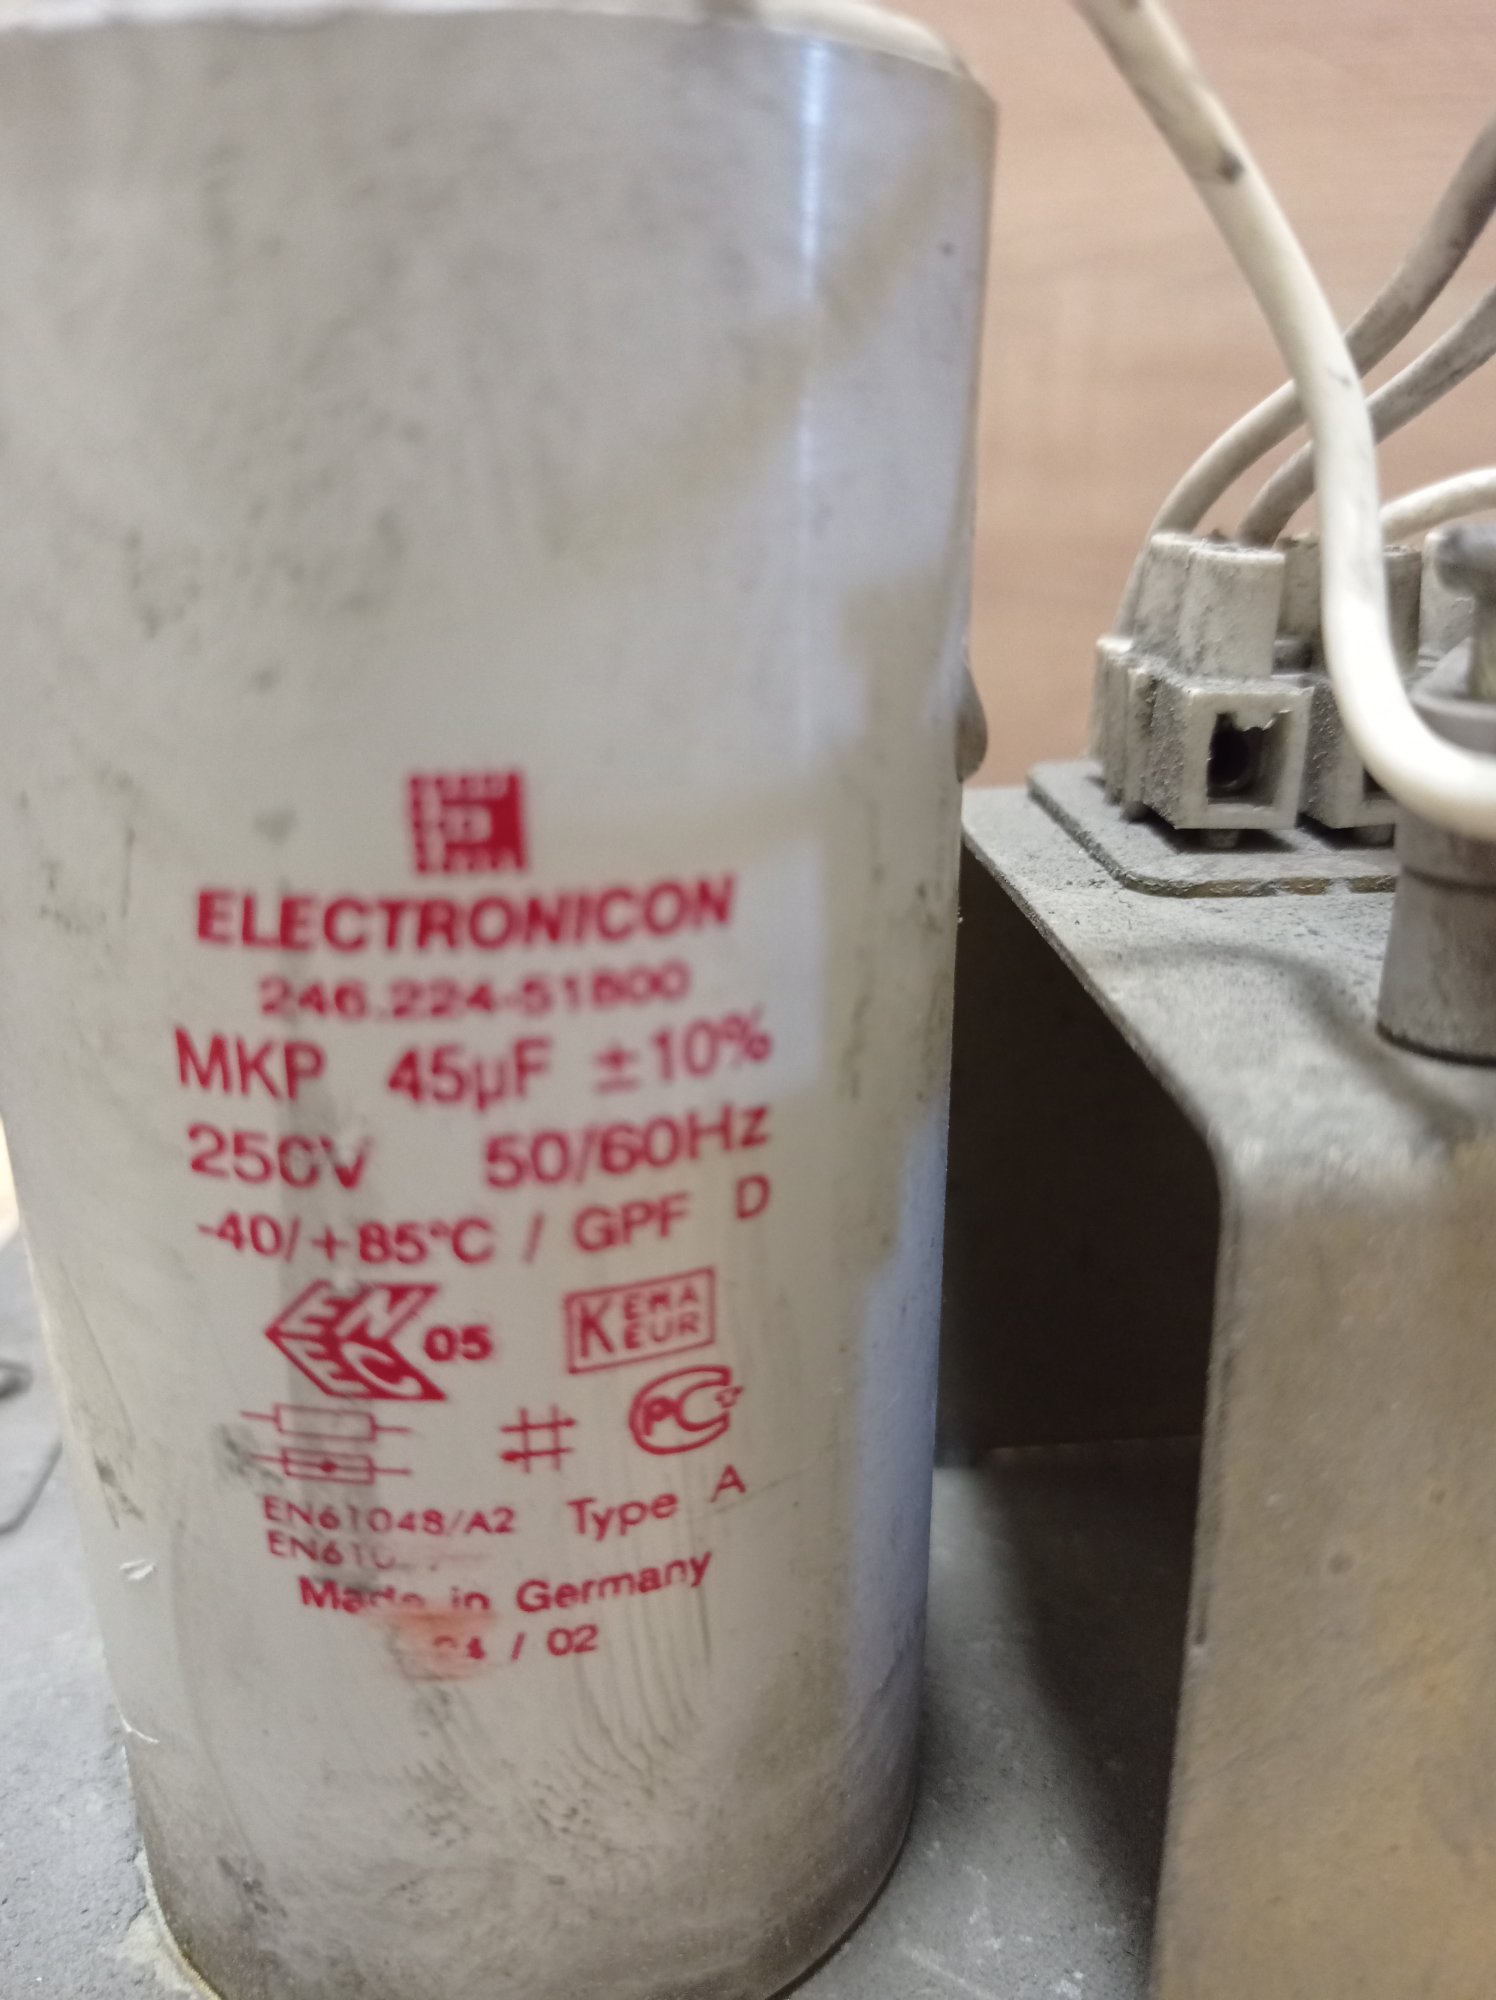 ELECTRONICON
246.224-51800
MKP 45µF ±10%
250V 50/60Hz
-40/+85°C / GPF D
ENEC 05 KEMA EUR
PC
EN61048/A2 Type A
Made in Germany
/ 02